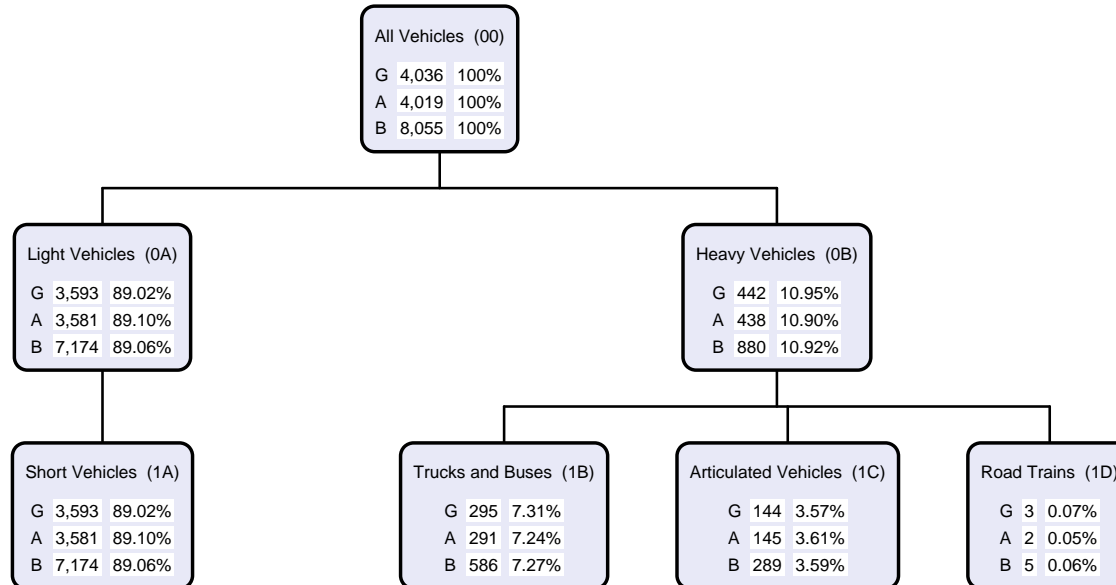 All Vehicles (00)
G 4,036 100%
A 4,019 100%
B 8,055 100%
Light Vehicles (0A)
G 3,593 89.02%
A 3,581 89.10%
B 7,174 89.06%
Heavy Vehicles (0B)
G 442 10.95%
A 438 10.90%
B 880 10.92%
Short Vehicles (1A)
G 3,593 89.02%
A 3,581 89.10%
B 7,174 89.06%
Trucks and Buses (1B)
G 295 7.31%
A 291 7.24%
B 586 7.27%
Articulated Vehicles (1C)
G 144 3.57%
A 145 3.61%
B 289 3.59%
Road Trains (1D)
G 3 0.07%
A 2 0.05%
B 5 0.06%